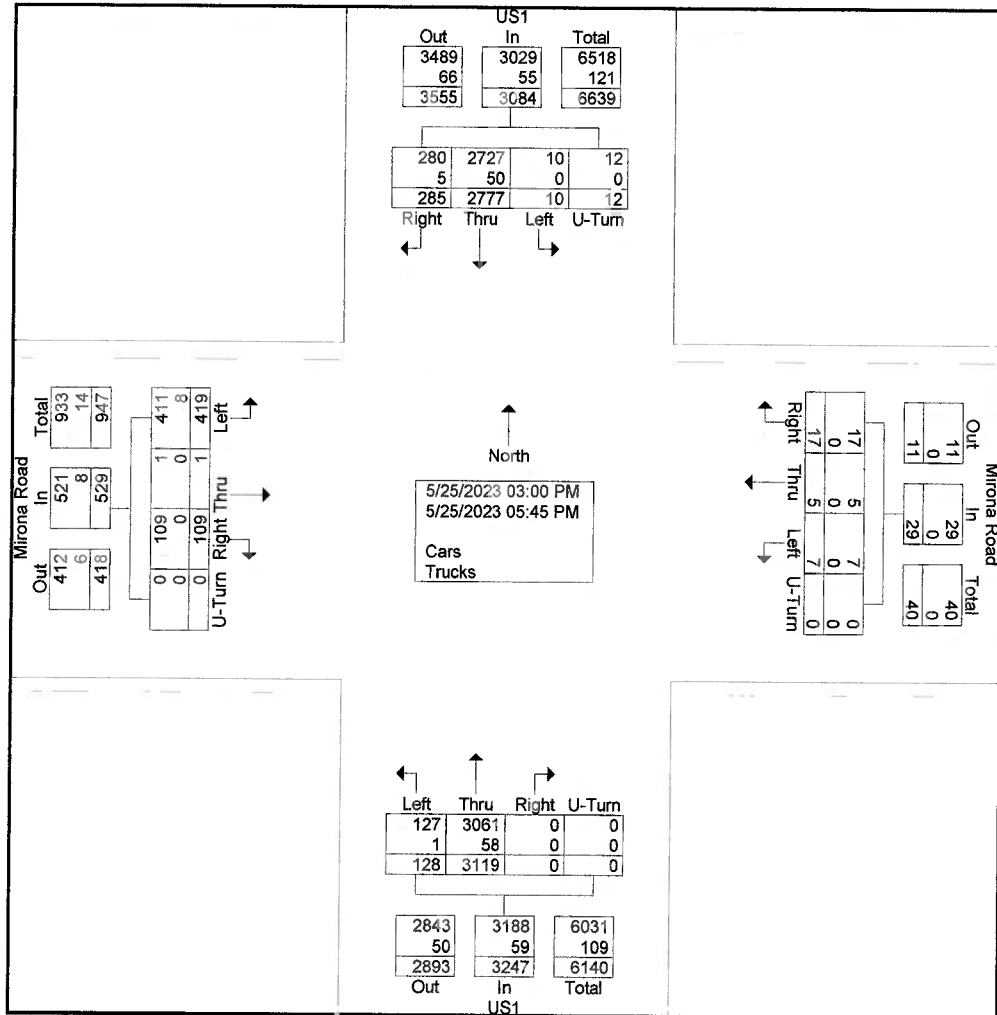 US1
Out In Total
3489 3029 6518
66 55 121
3555 3084 6639
280 2727 10 12
5 50 0 0
285 2777 10 12
Right Thru Left U-Turn
Mirona Road
Total In Out
933 521 412
14 8 6
947 529 418
411 1 109 0
8 0 0 0
419 1 109 0
Left Thru Right U-Turn
North
5/25/2023 03:00 PM
5/25/2023 05:45 PM
Cars
Trucks
Mirona Road
Out In Total
11 29 40
0 0 0
11 29 40
17 5 7 0
0 0 0 0
17 5 7 0
Right Thru Left U-Turn
Left Thru Right U-Turn
127 3061 0 0
1 58 0 0
128 3119 0 0
2843 3188 6031
50 59 109
2893 3247 6140
Out In Total
US1